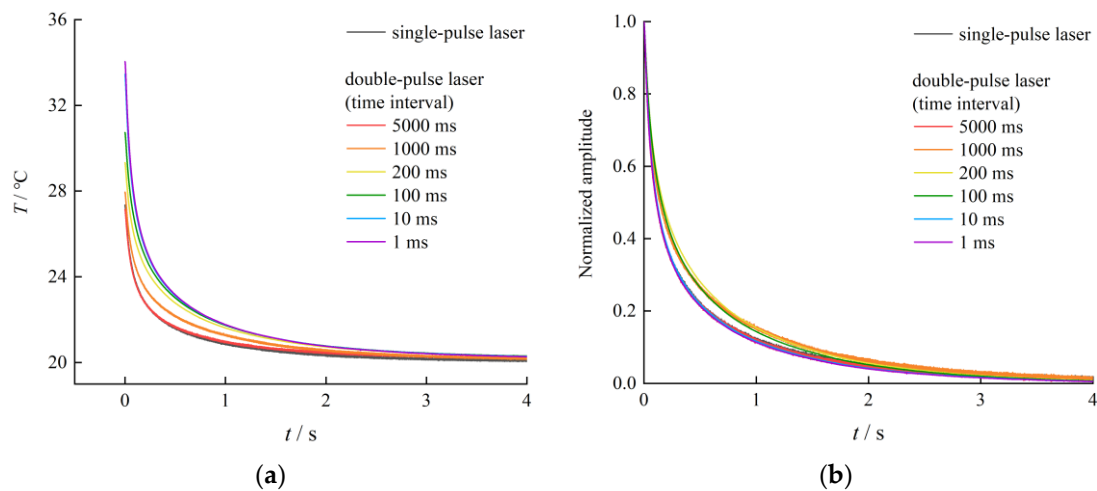 36
32
28
24
20
T / °C
0
1
2
3
4
t / s
single-pulse laser
double-pulse laser
(time interval)
5000 ms
1000 ms
200 ms
100 ms
10 ms
1 ms
(a)
1.0
0.8
0.6
0.4
0.2
0.0
Normalized amplitude
0
1
2
3
4
t / s
single-pulse laser
double-pulse laser
(time interval)
5000 ms
1000 ms
200 ms
100 ms
10 ms
1 ms
(b)